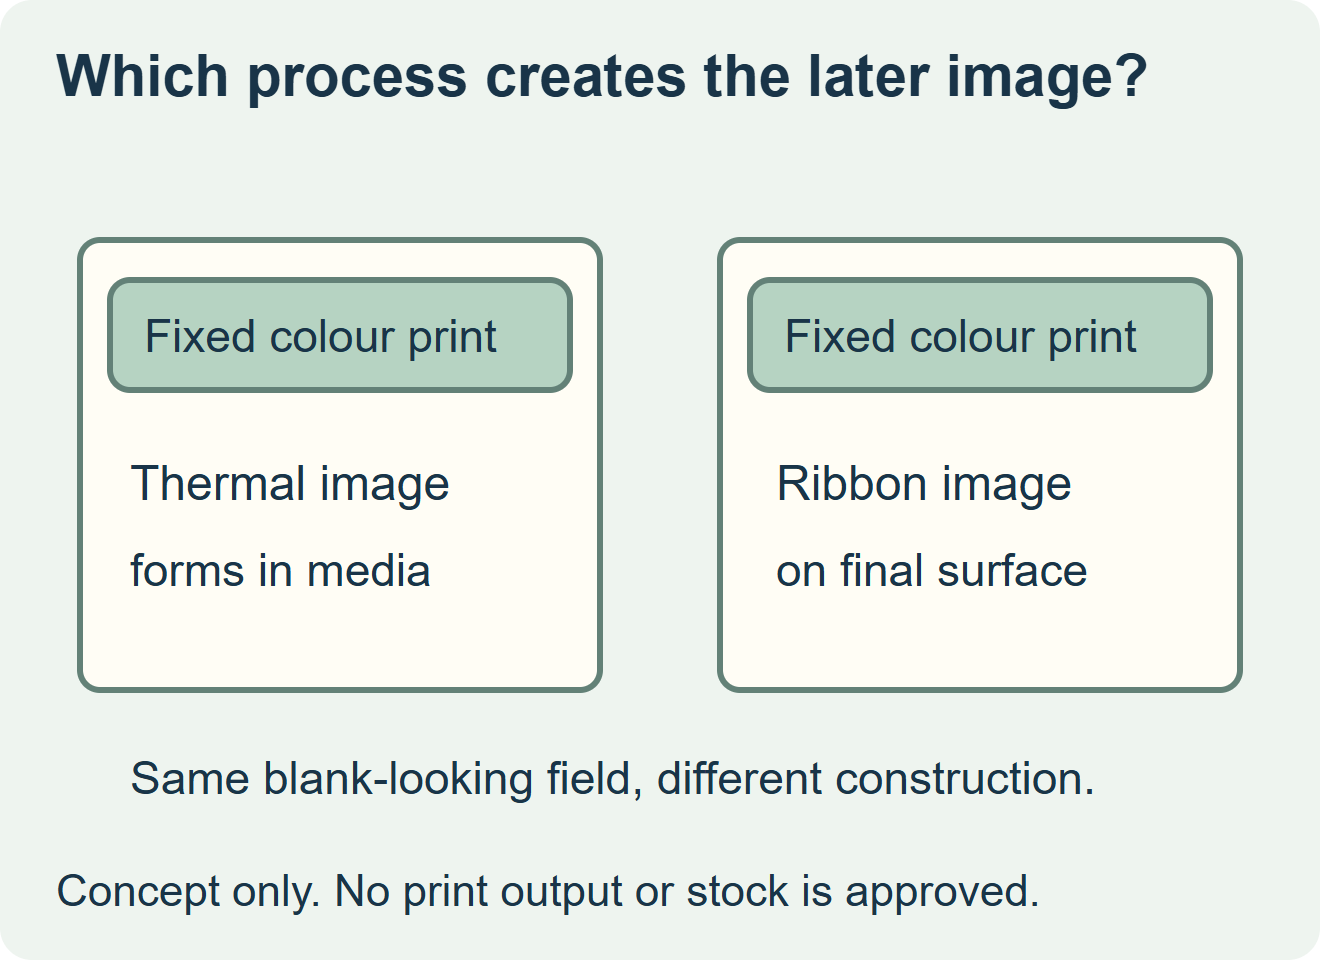 Which process creates the later image?
Fixed colour print
Thermal image
forms in media
Fixed colour print
Ribbon image
on final surface
Same blank-looking field, different construction.
Concept only. No print output or stock is approved.